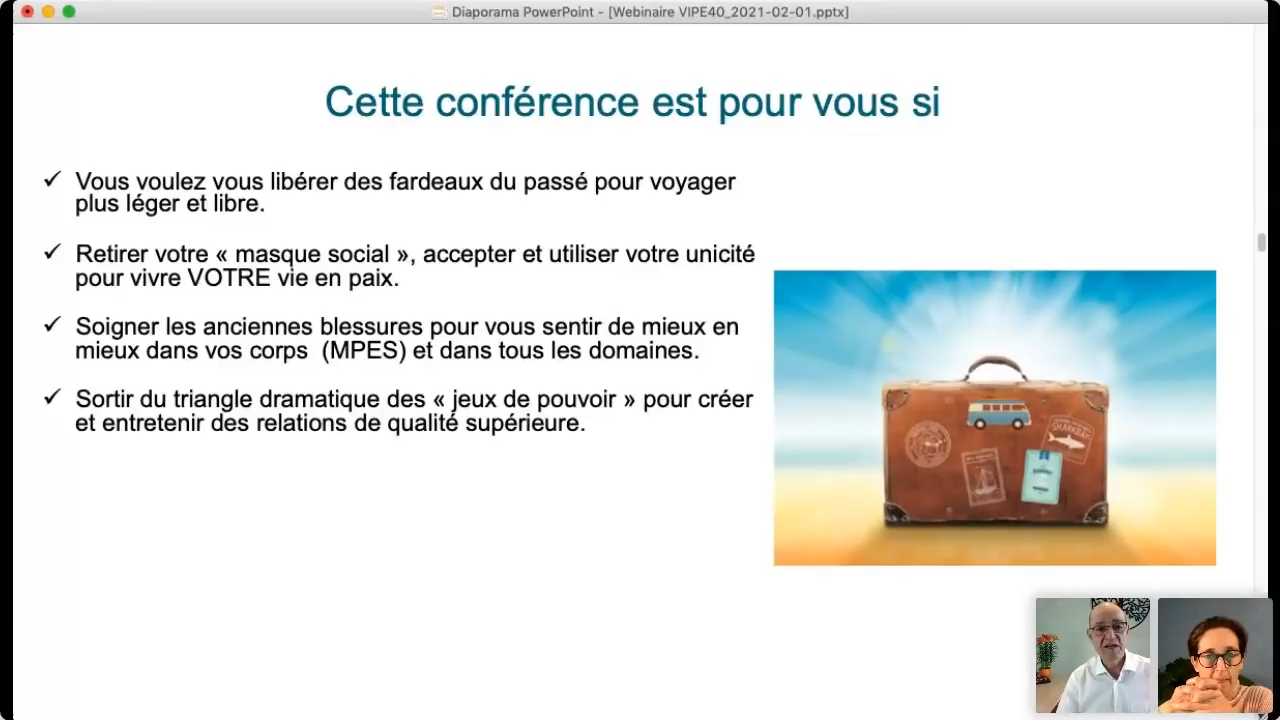 Diaporama PowerPoint - [Webinaire VIPE40_2021-02-01.pptx]
Cette conférence est pour vous si
✓ Vous voulez vous libérer des fardeaux du passé pour voyager
plus léger et libre.
✓ Retirer votre « masque social », accepter et utiliser votre unicité
pour vivre VOTRE vie en paix.
✓ Soigner les anciennes blessures pour vous sentir de mieux en
mieux dans vos corps (MPES) et dans tous les domaines.
✓ Sortir du triangle dramatique des « jeux de pouvoir » pour créer
et entretenir des relations de qualité supérieure.